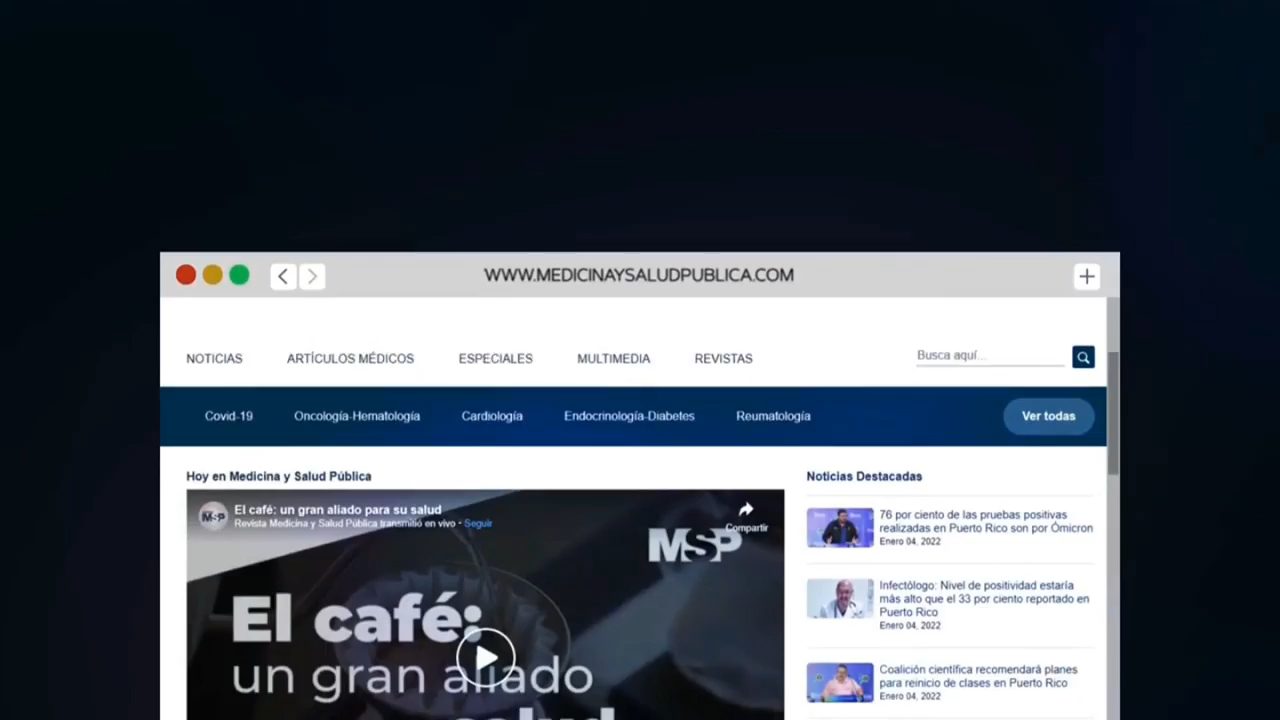 WWW.MEDICINAYSALUDPUBLICA.COM
NOTICIAS ARTÍCULOS MÉDICOS ESPECIALES MULTIMEDIA REVISTAS Busca aquí...
Covid-19 Oncología-Hematología Cardiología Endocrinología-Diabetes Reumatología Ver todas
Hoy en Medicina y Salud Pública
MSP
El café: un gran aliado para su salud
Revista Medicina y Salud Pública transmitió en vivo · Seguir
Compartir
MSP
El café:
un gran aliado
salud
Noticias Destacadas
76 por ciento de las pruebas positivas
realizadas en Puerto Rico son por Ómicron
Enero 04, 2022
Infectólogo: Nivel de positividad estaría
más alto que el 33 por ciento reportado en
Puerto Rico
Enero 04, 2022
Coalición científica recomendará planes
para reinicio de clases en Puerto Rico
Enero 04, 2022